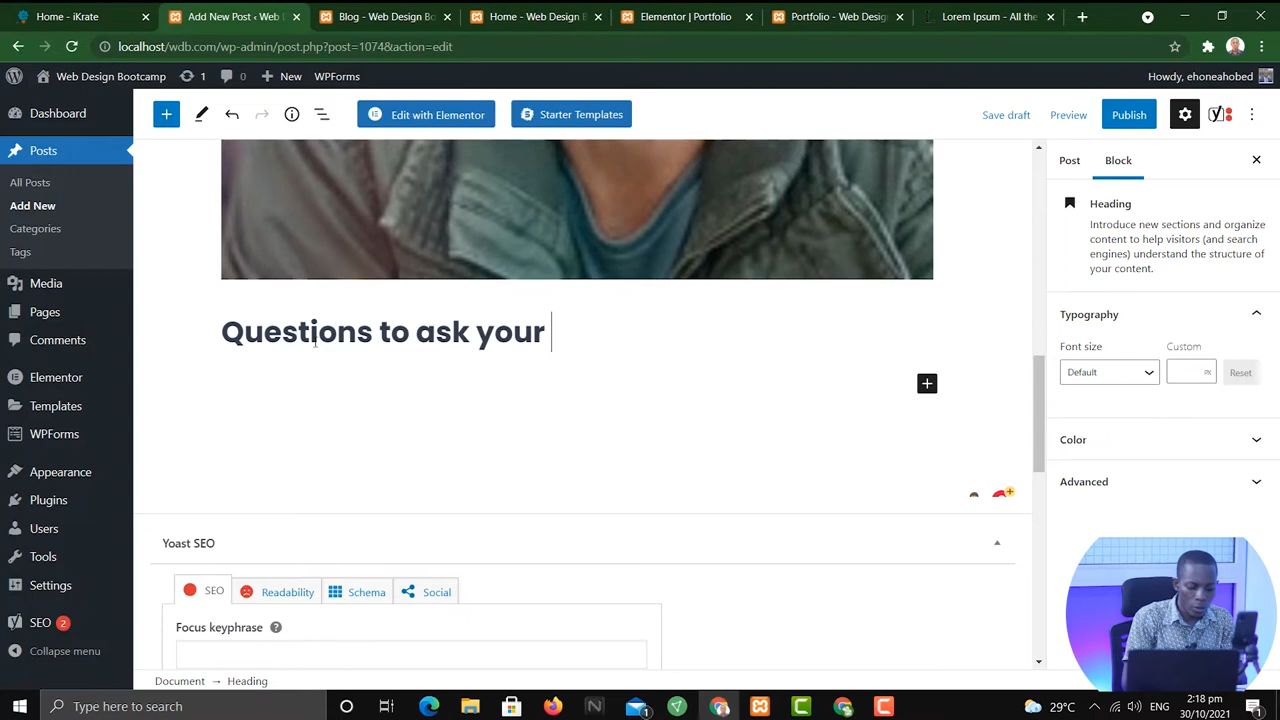 Home - iKrat
Add New Post ‹ Web
Blog - Web Design Bo
Home - Web Design B
Elementor | Portfolio
Portfolio - Web Desig
Lorem Ipsum - All the
localhost/wdb.com/wp-admin/post.php?post=1074&action=edit
Web Design Bootcamp
1
0
New
WPForms
Howdy, ehoneahobed
Dashboard
Posts
All Posts
Add New
Categories
Tags
Media
Pages
Comments
Elementor
Templates
WPForms
Appearance
Plugins
Users
Tools
Settings
SEO 2
Collapse menu
Edit with Elementor
Starter Templates
Save draft
Preview
Publish
Questions to ask your
Yoast SEO
SEO
Readability
Schema
Social
Focus keyphrase
Document → Heading
Post
Block
Heading
Introduce new sections and organize
content to help visitors (and search
engines) understand the structure of
your content.
Typography
Font size
Custom
Default
PX
Reset
Color
Advanced
Type here to search
1
29°C
ENG
2:18 pm
30/10/2021
1